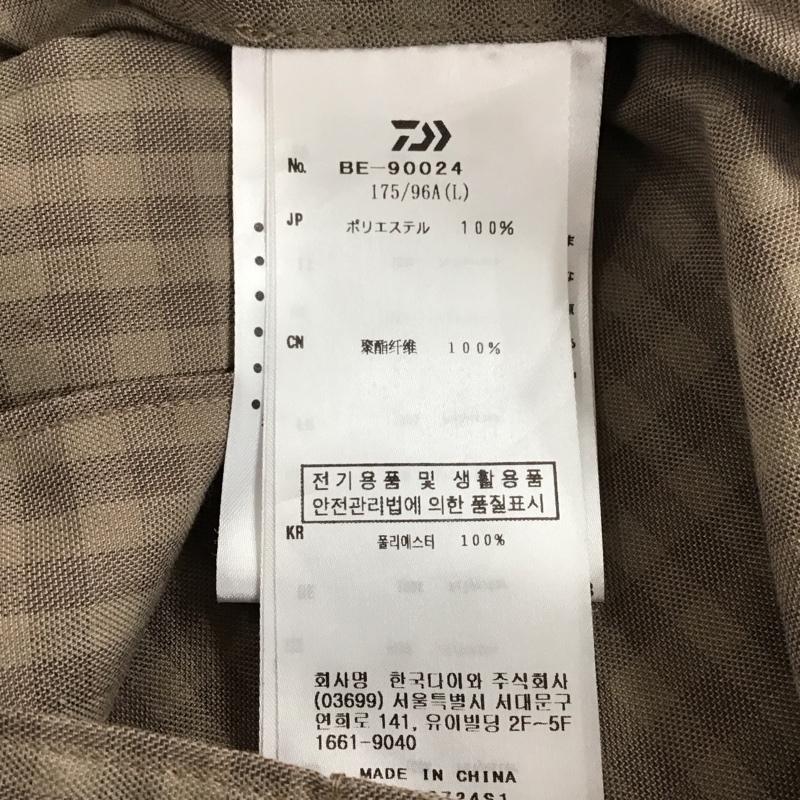 No. BE-90024
175/96A(L)
JP ポリエステル 100%
CN 聚酯纤维 100%
전기용품 및 생활용품
안전관리법에 의한 품질표시
KR 폴리에스터 100%
회사명 한국다이와 주식회사
(03699) 서울특별시 서대문구
연희로 141, 유이빌딩 2F~5F
1661-9040
MADE IN CHINA